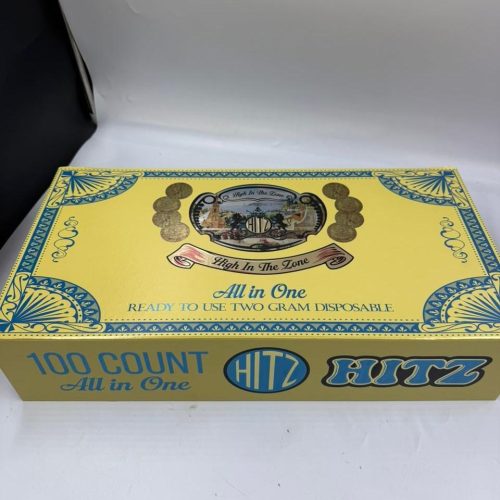 High In The Zone
HITZ
High In The Zone
All in One
READY TO USE TWO GRAM DISPOSABLE
100 COUNT
All in One
HITZ
HITZ